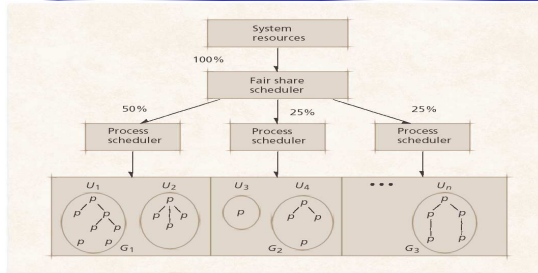 System
resources
100%
Fair share
scheduler
50%
25%
25%
Process
scheduler
Process
scheduler
Process
scheduler
U1 U2 U3 U4 ••• Un
p
p p
p p
p p
p
p p
p
p
p
p p
p
p
p p
p p
G1 G2 G3